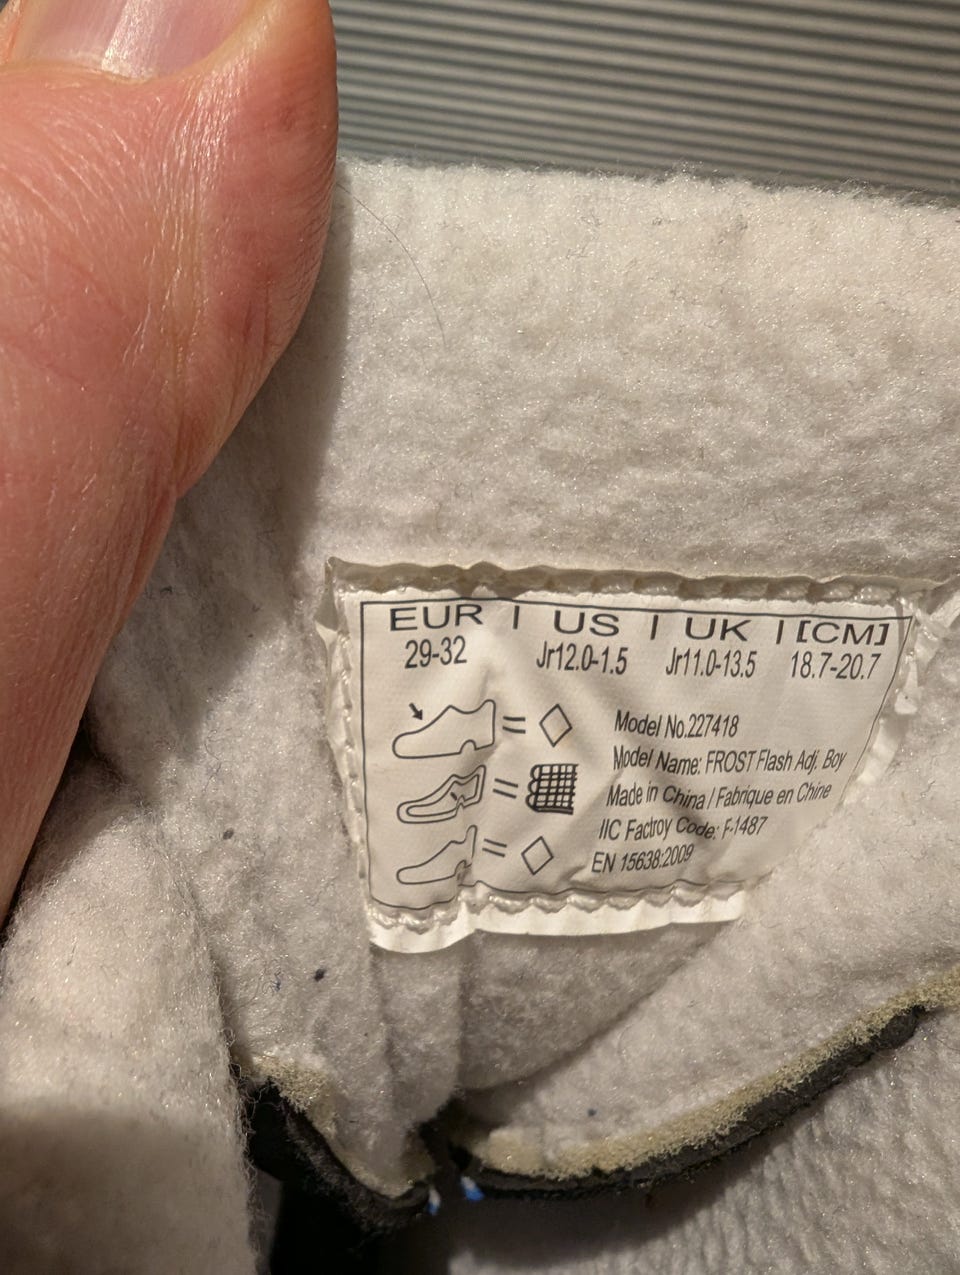 EUR | US | UK | [CM]
29-32 Jr12.0-1.5 Jr11.0-13.5 18.7-20.7
Model No.227418
Model Name: FROST Flash Adj. Boy
Made in China / Fabrique en Chine
IIC Factroy Code: F-1487
EN 15638:2009